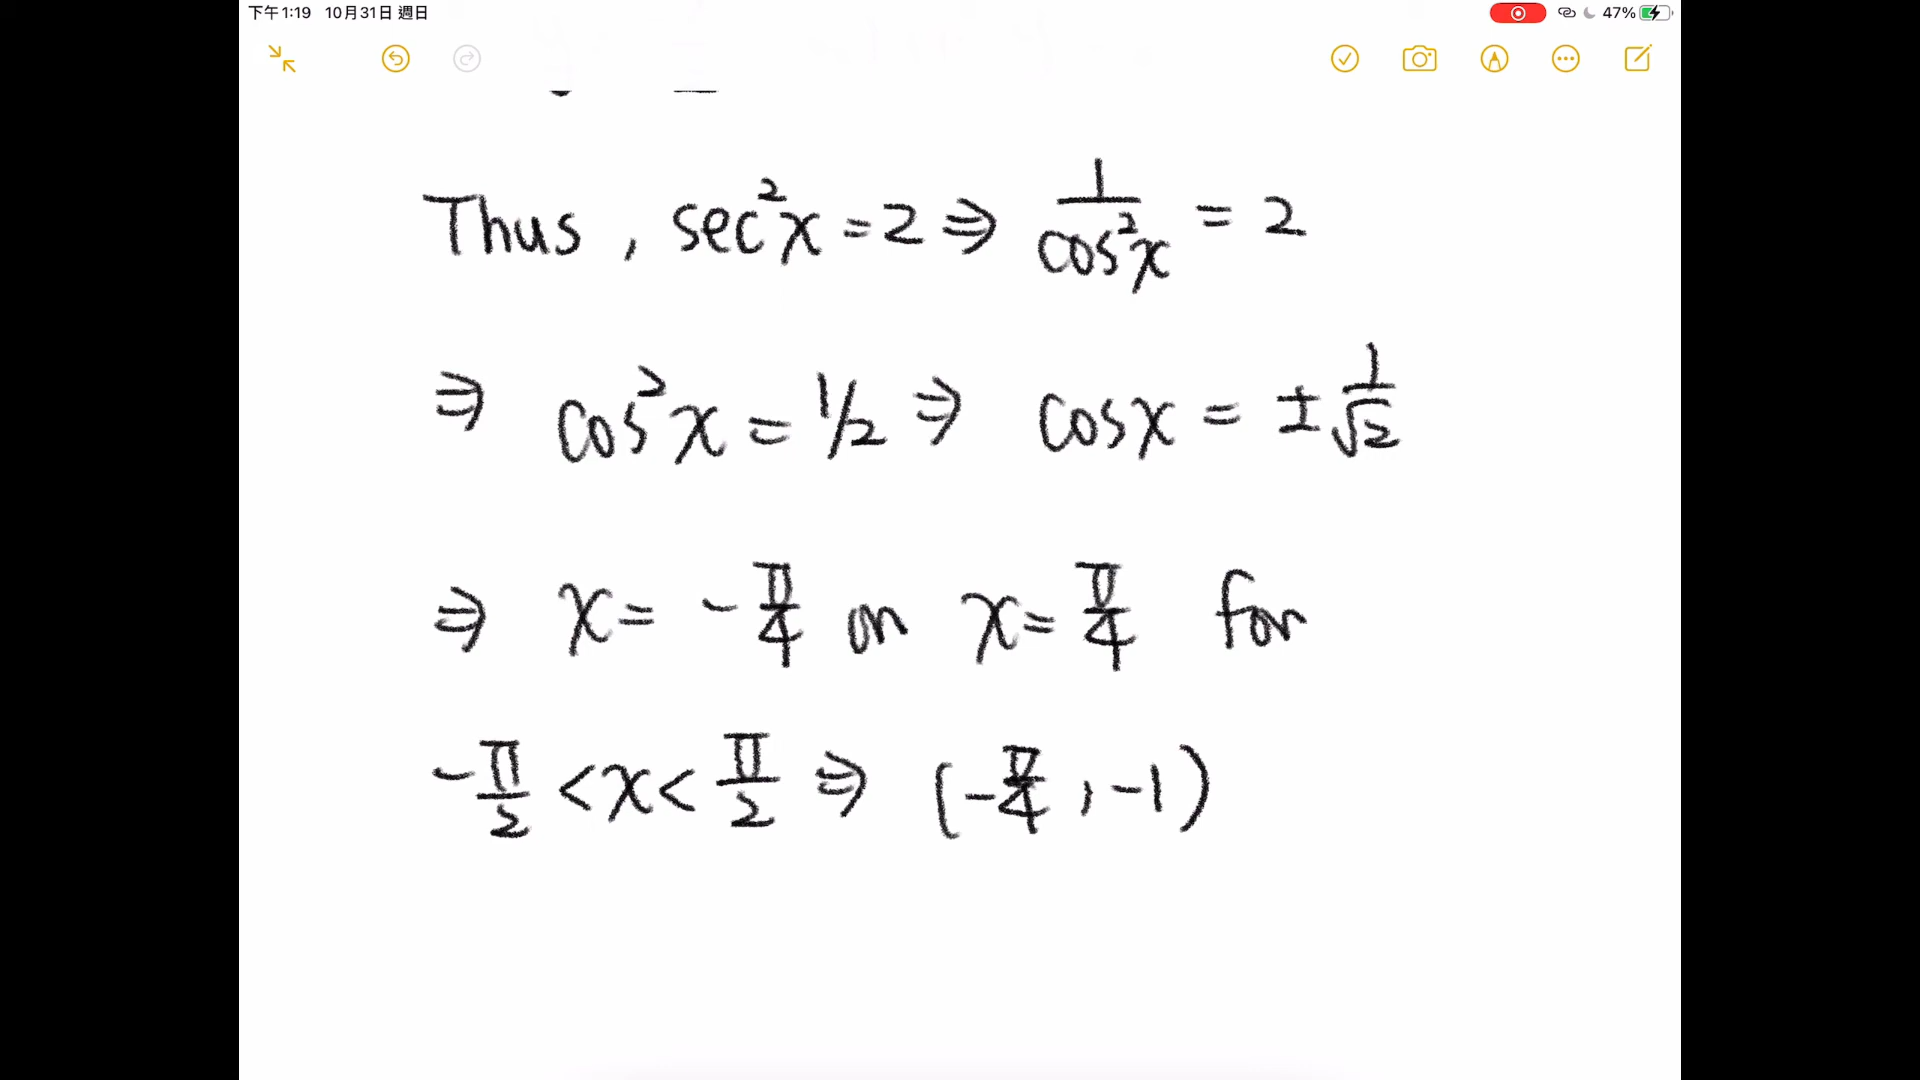 下午1:19 10月31日 週日 47%
Thus, sec²x = 2 ⇒ 1/cos²x = 2
⇒ cos²x = 1/2 ⇒ cosx = ± 1/√2
⇒ x = -π/4 or x = π/4 for
-π/2 < x < π/2 ⇒ (-π/4, -1)